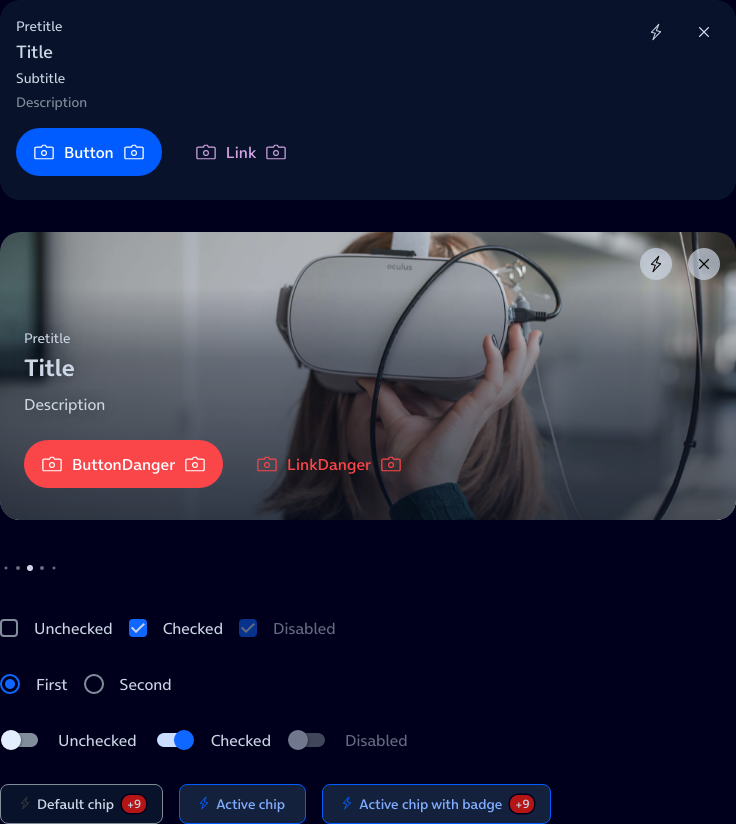 Pretitle
Title
Subtitle
Description
Button Link
oculus
Pretitle
Title
Description
ButtonDanger LinkDanger
Unchecked Checked Disabled
First Second
Unchecked Checked Disabled
Default chip +9 Active chip Active chip with badge +9